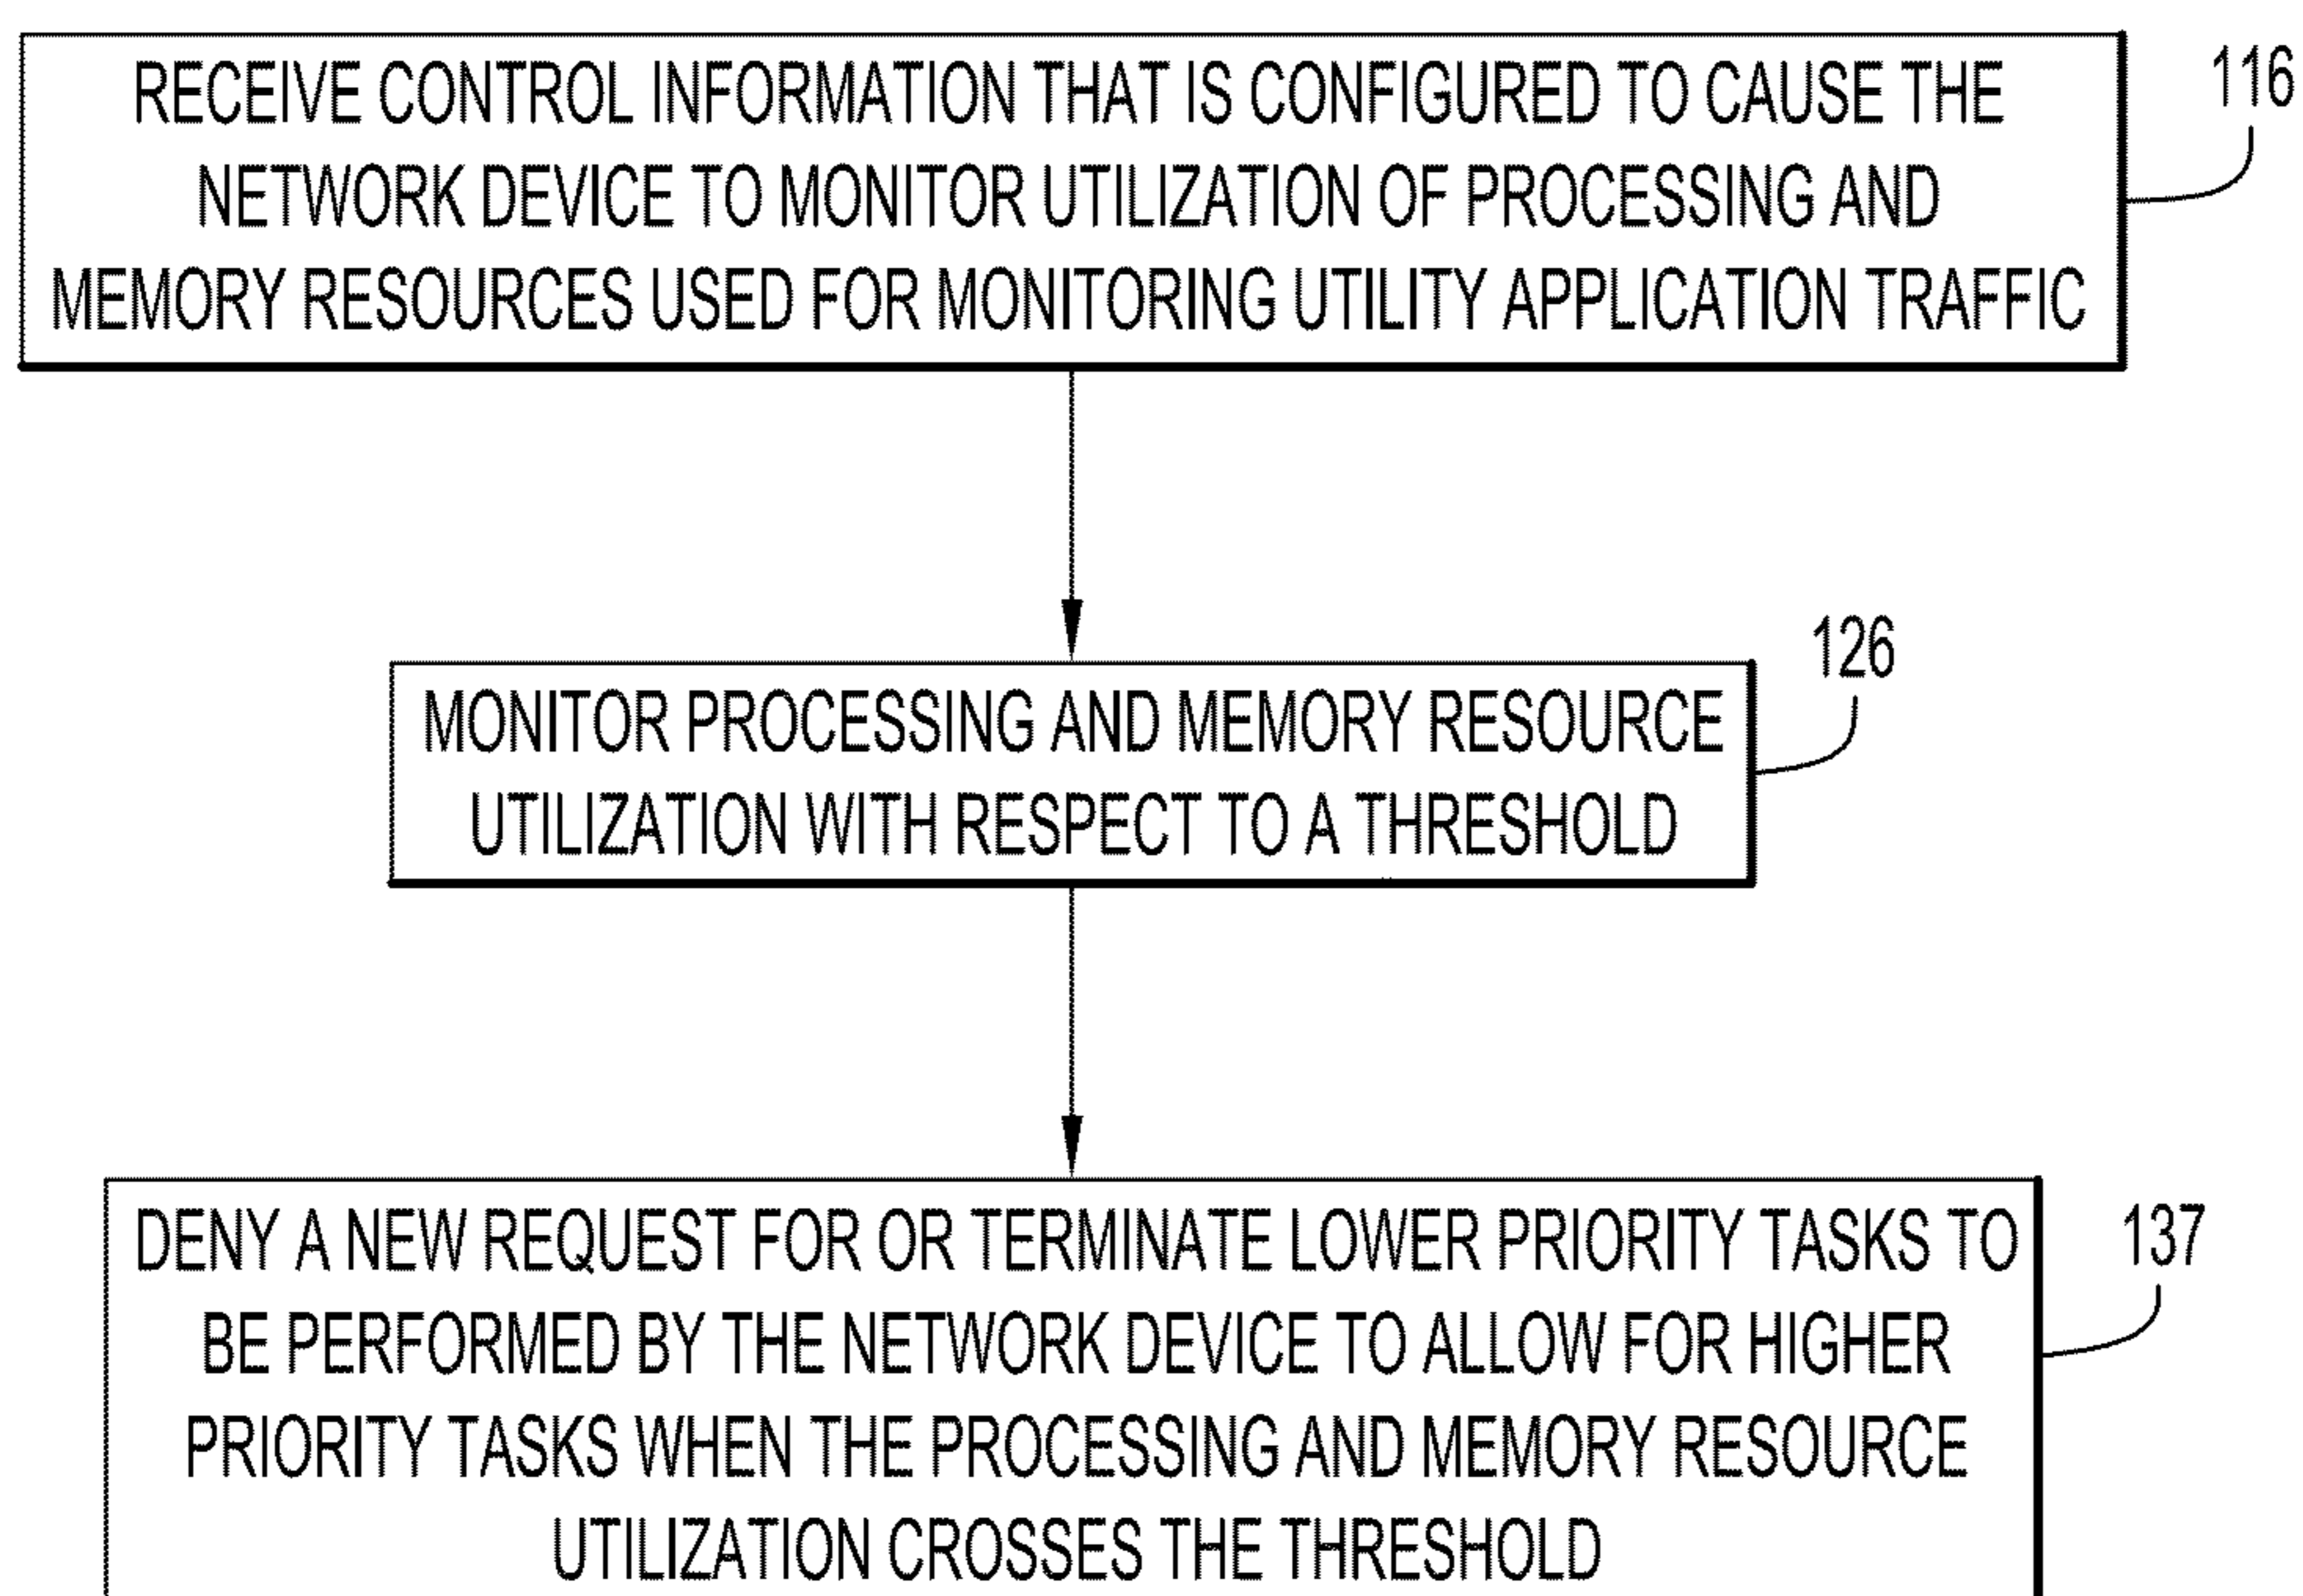 RECEIVE CONTROL INFORMATION THAT IS CONFIGURED TO CAUSE THE
NETWORK DEVICE TO MONITOR UTILIZATION OF PROCESSING AND
MEMORY RESOURCES USED FOR MONITORING UTILITY APPLICATION TRAFFIC
116
MONITOR PROCESSING AND MEMORY RESOURCE
UTILIZATION WITH RESPECT TO A THRESHOLD
126
DENY A NEW REQUEST FOR OR TERMINATE LOWER PRIORITY TASKS TO
BE PERFORMED BY THE NETWORK DEVICE TO ALLOW FOR HIGHER
PRIORITY TASKS WHEN THE PROCESSING AND MEMORY RESOURCE
UTILIZATION CROSSES THE THRESHOLD
137